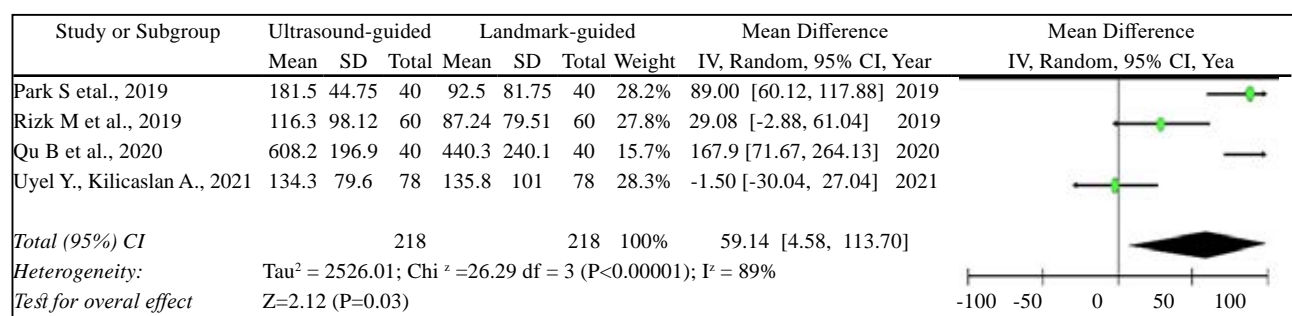 Study or Subgroup Ultrasound-guided Landmark-guided Mean Difference Mean Difference
Mean SD Total Mean SD Total Weight IV, Random, 95% CI, Year IV, Random, 95% CI, Yea
Park S etal., 2019 181.5 44.75 40 92.5 81.75 40 28.2% 89.00 [60.12, 117.88] 2019
Rizk M et al., 2019 116.3 98.12 60 87.24 79.51 60 27.8% 29.08 [-2.88, 61.04] 2019
Qu B et al., 2020 608.2 196.9 40 440.3 240.1 40 15.7% 167.9 [71.67, 264.13] 2020
Uyel Y., Kilicaslan A., 2021 134.3 79.6 78 135.8 101 78 28.3% -1.50 [-30.04, 27.04] 2021
Total (95%) CI 218 218 100% 59.14 [4.58, 113.70]
Heterogeneity: Tau² = 2526.01; Chi ᶻ =26.29 df = 3 (P<0.00001); Iᶻ = 89%
Test for overal effect Z=2.12 (P=0.03) -100 -50 0 50 100